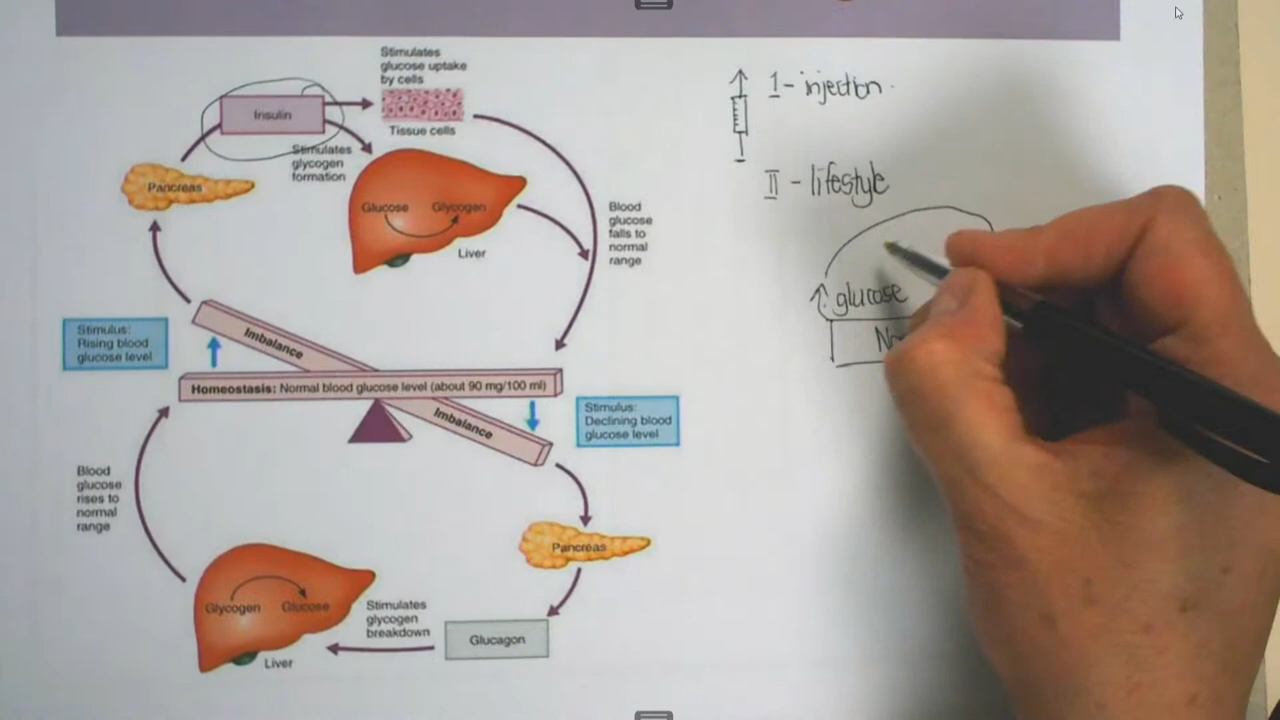 Stimulates
glucose uptake
by cells
Insulin
Tissue cells
Stimulates
glycogen
formation
Pancreas
Glucose Glycogen
Liver
Blood
glucose
falls to
normal
range
Stimulus:
Rising blood
glucose level
Imbalance
Homeostasis: Normal blood glucose level (about 90 mg/100 ml)
Imbalance
Stimulus:
Declining blood
glucose level
Blood
glucose
rises to
normal
range
Pancreas
Glycogen Glucose
Liver
Stimulates
glycogen
breakdown
Glucagon
I - injection.
II - lifestyle
↑ glucose